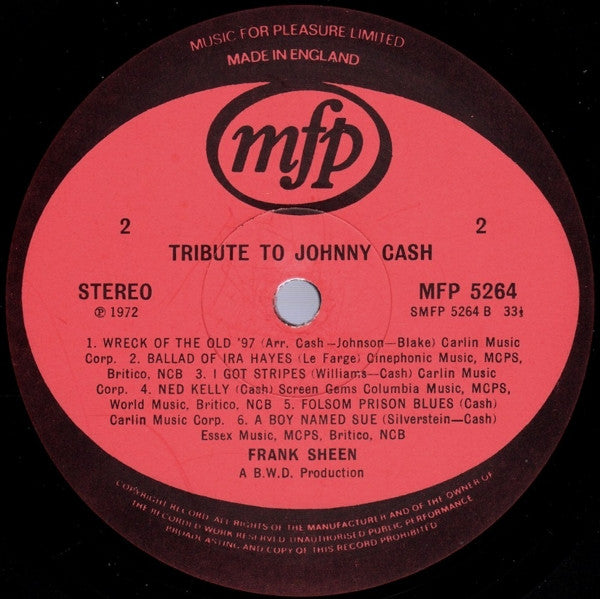 MUSIC FOR PLEASURE LIMITED
MADE IN ENGLAND
mfp
2 2
TRIBUTE TO JOHNNY CASH
STEREO MFP 5264
℗ 1972 SMFP 5264 B 33⅓
1. WRECK OF THE OLD '97 (Arr. Cash—Johnson—Blake) Carlin Music
Corp. 2. BALLAD OF IRA HAYES (Le Farge) Cinephonic Music, MCPS,
Britico, NCB 3. I GOT STRIPES (Williams—Cash) Carlin Music
Corp. 4. NED KELLY (Cash) Screen Gems Columbia Music, MCPS,
World Music, Britico, NCB 5. FOLSOM PRISON BLUES (Cash)
Carlin Music Corp. 6. A BOY NAMED SUE (Silverstein—Cash)
Essex Music, MCPS, Britico, NCB
FRANK SHEEN
A B.W.D. Production
COPYRIGHT RECORD. ALL RIGHTS OF THE MANUFACTURER AND OF THE OWNER OF
THE RECORDED WORK RESERVED. UNAUTHORISED PUBLIC PERFORMANCE
BROADCASTING AND COPY OF THIS RECORD PROHIBITED